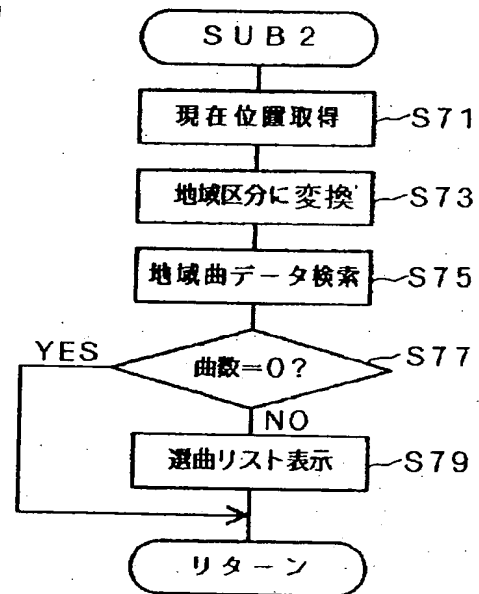 SUB2
現在位置取得 S71
地域区分に変換 S73
地域曲データ検索 S75
曲数=0? S77
YES
NO
選曲リスト表示 S79
リターン